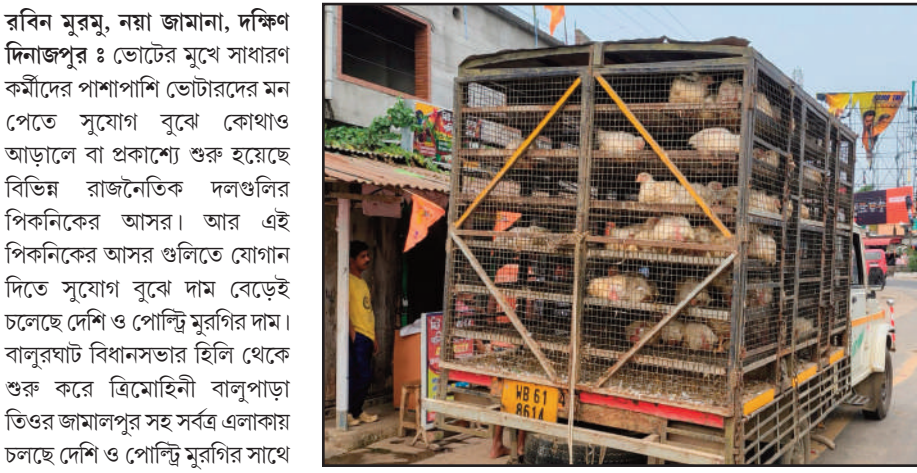 রবিন মুরমু, নয়া জামানা, দক্ষিণ
দিনাজপুর ঃ ভোটের মুখে সাধারণ
কর্মীদের পাশাপাশি ভোটারদের মন
পেতে সুযোগ বুঝে কোথাও
আড়ালে বা প্রকাশ্যে শুরু হয়েছে
বিভিন্ন রাজনৈতিক দলগুলির
পিকনিকের আসর। আর এই
পিকনিকের আসর গুলিতে যোগান
দিতে সুযোগ বুঝে দাম বেড়েই
চলেছে দেশি ও পোল্ট্রি মুরগির দাম।
বালুরঘাট বিধানসভার হিলি থেকে
শুরু করে ত্রিমোহিনী বালুপাড়া
তিওর জামালপুর সহ সর্বত্র এলাকায়
চলছে দেশি ও পোল্ট্রি মুরগির সাথে
WB 61
8614